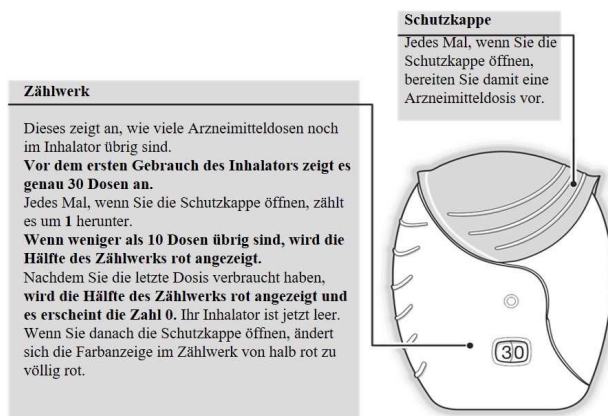 Schutzkappe
Jedes Mal, wenn Sie die
Schutzkappe öffnen,
bereiten Sie damit eine
Arzneimitteldosis vor.
Zählwerk
Dieses zeigt an, wie viele Arzneimitteldosen noch
im Inhalator übrig sind.
Vor dem ersten Gebrauch des Inhalators zeigt es
genau 30 Dosen an.
Jedes Mal, wenn Sie die Schutzkappe öffnen, zählt
es um 1 herunter.
Wenn weniger als 10 Dosen übrig sind, wird die
Hälfte des Zählwerks rot angezeigt.
Nachdem Sie die letzte Dosis verbraucht haben,
wird die Hälfte des Zählwerks rot angezeigt und
es erscheint die Zahl 0. Ihr Inhalator ist jetzt leer.
Wenn Sie danach die Schutzkappe öffnen, ändert
sich die Farbanzeige im Zählwerk von halb rot zu
völlig rot.
30